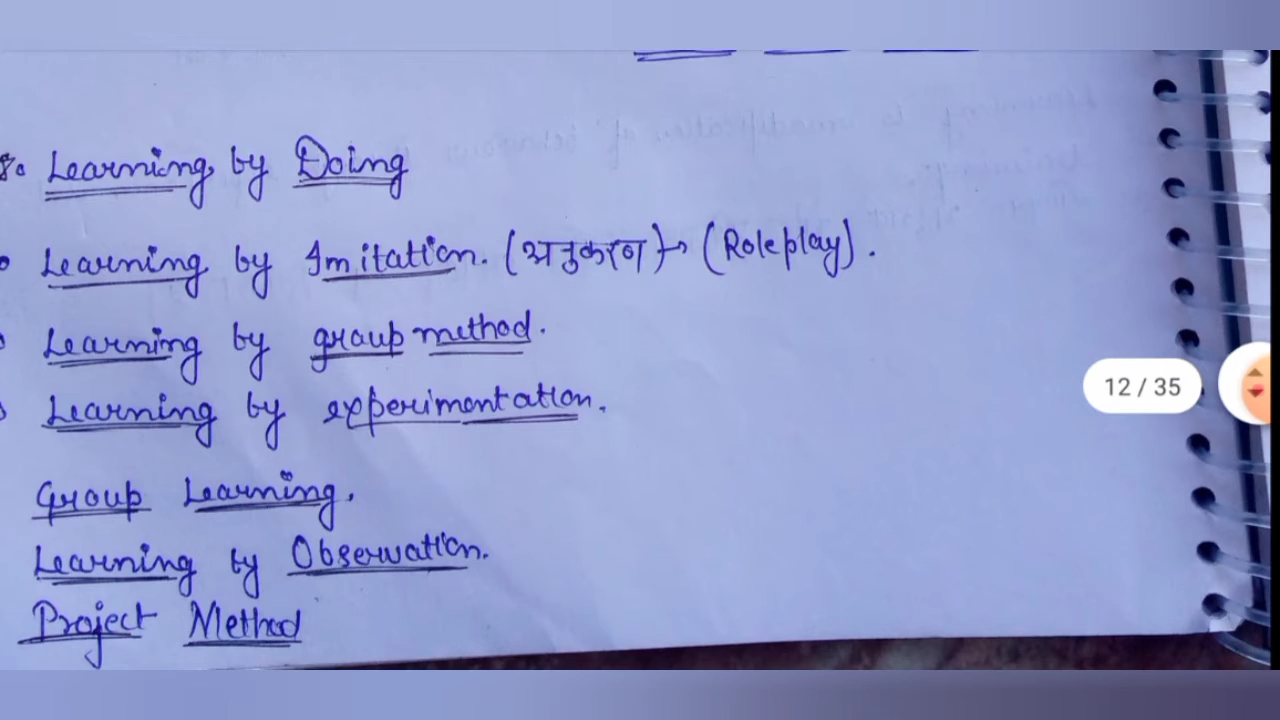 8. Learning by Doing
Learning by Imitation. (अनुकरण) → (Roleplay).
Learning by group method.
Learning by experimentation.
12 / 35
Group Learning.
Learning by Observation.
Project Method